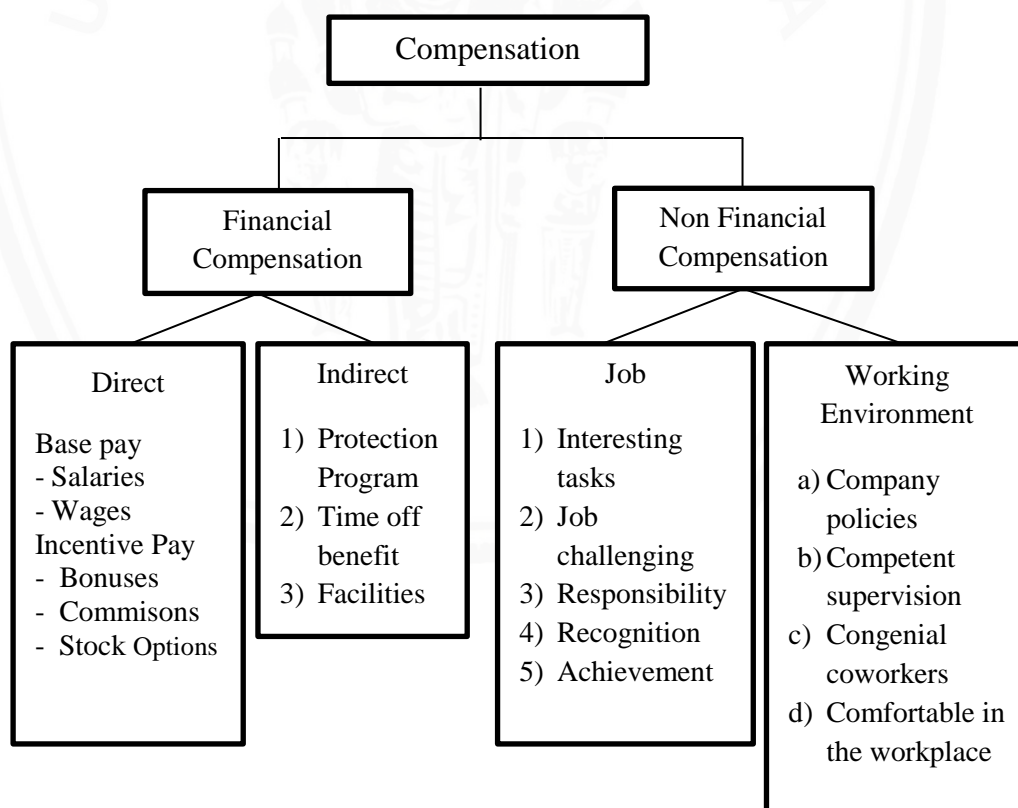 Compensation
Financial
Compensation
Non Financial
Compensation
Direct
Base pay
- Salaries
- Wages
Incentive Pay
- Bonuses
- Commisons
- Stock Options
Indirect
1) Protection
Program
2) Time off
benefit
3) Facilities
Job
1) Interesting
tasks
2) Job
challenging
3) Responsibility
4) Recognition
5) Achievement
Working
Environment
a) Company
policies
b) Competent
supervision
c) Congenial
coworkers
d) Comfortable in
the workplace